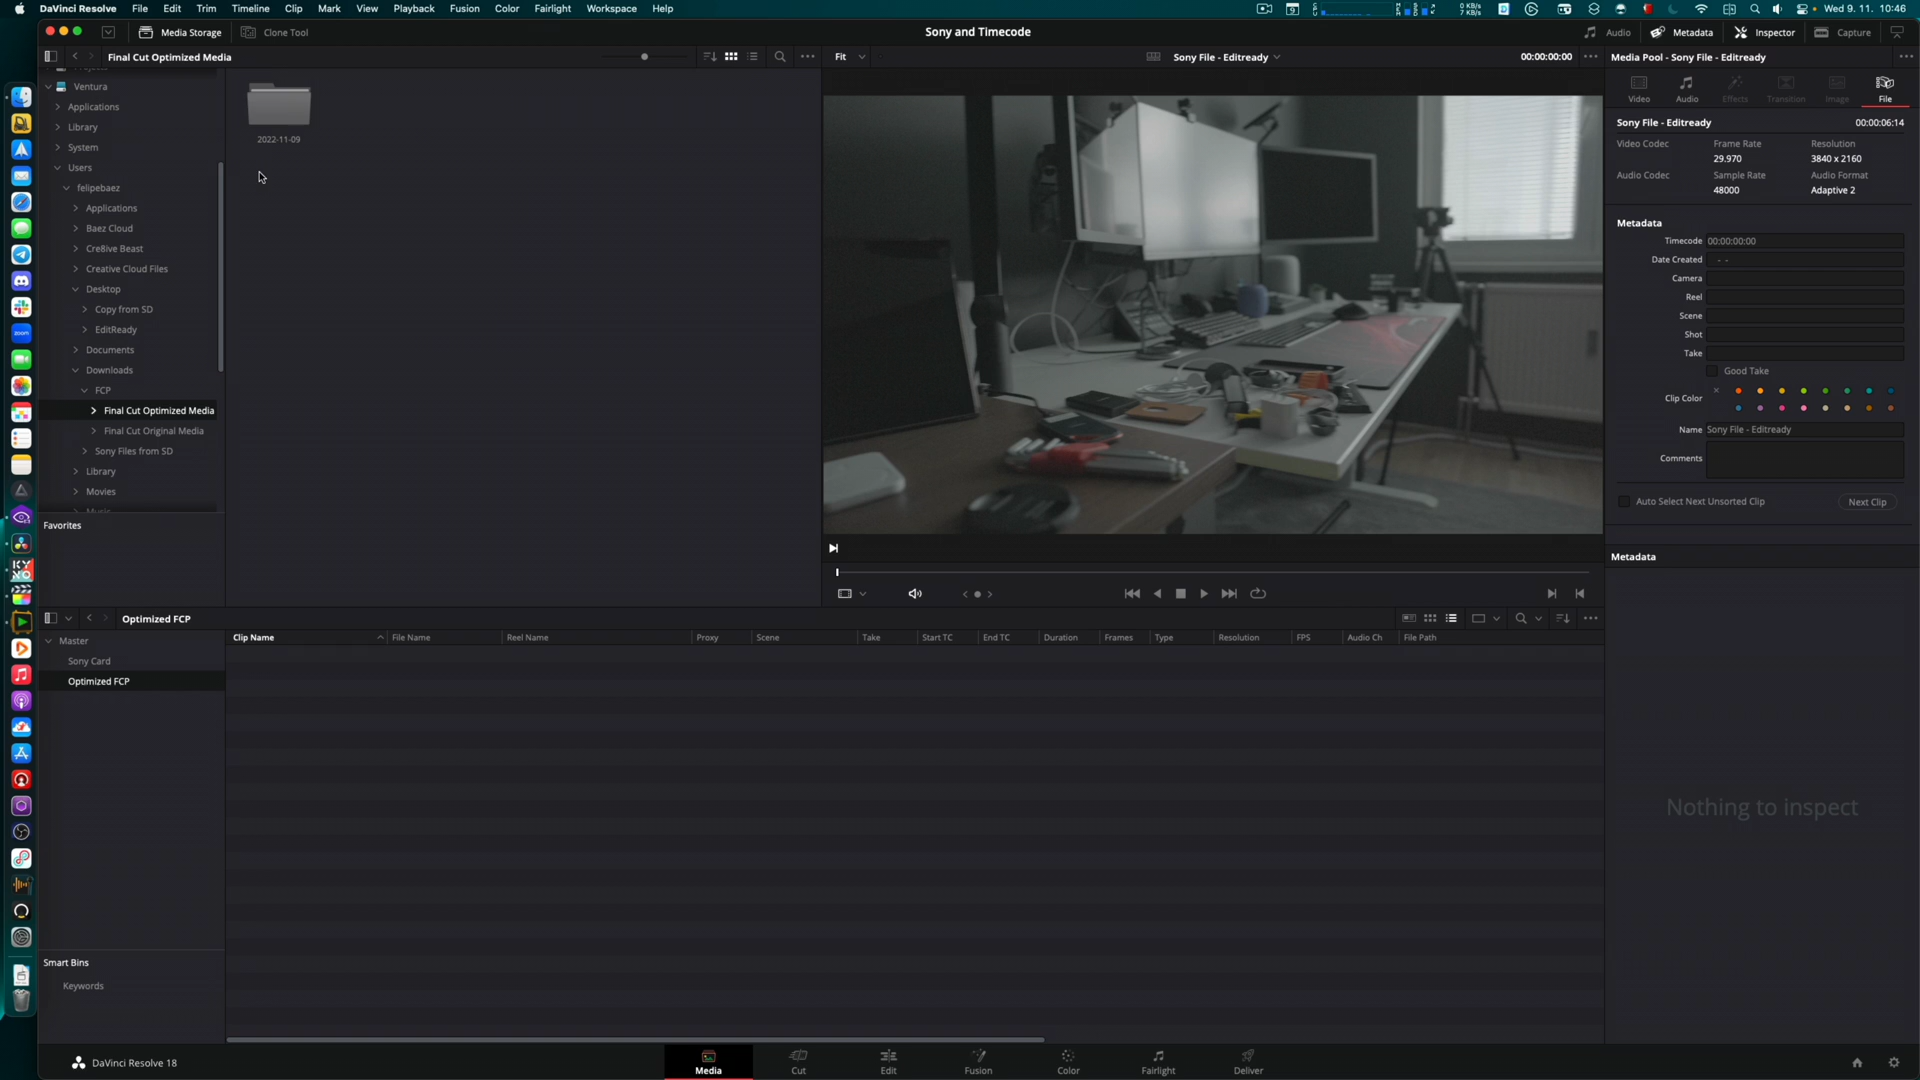 DaVinci Resolve File Edit Trim Timeline Clip Mark View Playback Fusion Color Fairlight Workspace Help
0 KB/s
7 KB/s
Wed 9. 11. 10:46
Media Storage Clone Tool
Sony and Timecode
Audio Metadata Inspector Capture
Final Cut Optimized Media
Fit
Sony File - Editready
00:00:00:00
Media Pool - Sony File - Editready
Ventura
Applications
Library
System
Users
felipebaez
Applications
Baez Cloud
Cre8ive Beast
Creative Cloud Files
Desktop
Copy from SD
EditReady
Documents
Downloads
FCP
Final Cut Optimized Media
Final Cut Original Media
Sony Files from SD
Library
Movies
Favorites
2022-11-09
Video Audio Effects Transition Image File
Sony File - Editready 00:00:06:14
Video Codec Frame Rate Resolution
29.970 3840 x 2160
Audio Codec Sample Rate Audio Format
48000 Adaptive 2
Metadata
Timecode 00:00:00:00
Date Created - -
Camera
Reel
Scene
Shot
Take
Good Take
Clip Color
Name Sony File - Editready
Comments
Auto Select Next Unsorted Clip Next Clip
Metadata
Nothing to inspect
Optimized FCP
Master
Sony Card
Optimized FCP
Clip Name File Name Reel Name Proxy Scene Take Start TC End TC Duration Frames Type Resolution FPS Audio Ch File Path
Smart Bins
Keywords
zoom
KY
NO
DaVinci Resolve 18
Media Cut Edit Fusion Color Fairlight Deliver